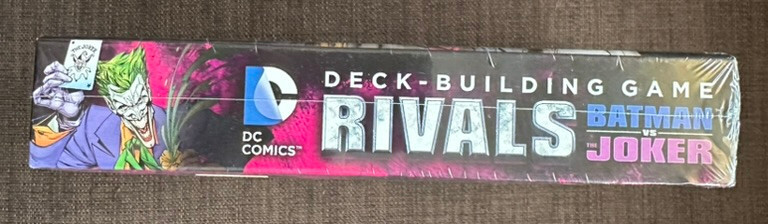 THE JOKER
DC
COMICS™
DECK-BUILDING GAME
RIVALS
BATMAN
VS
THE JOKER